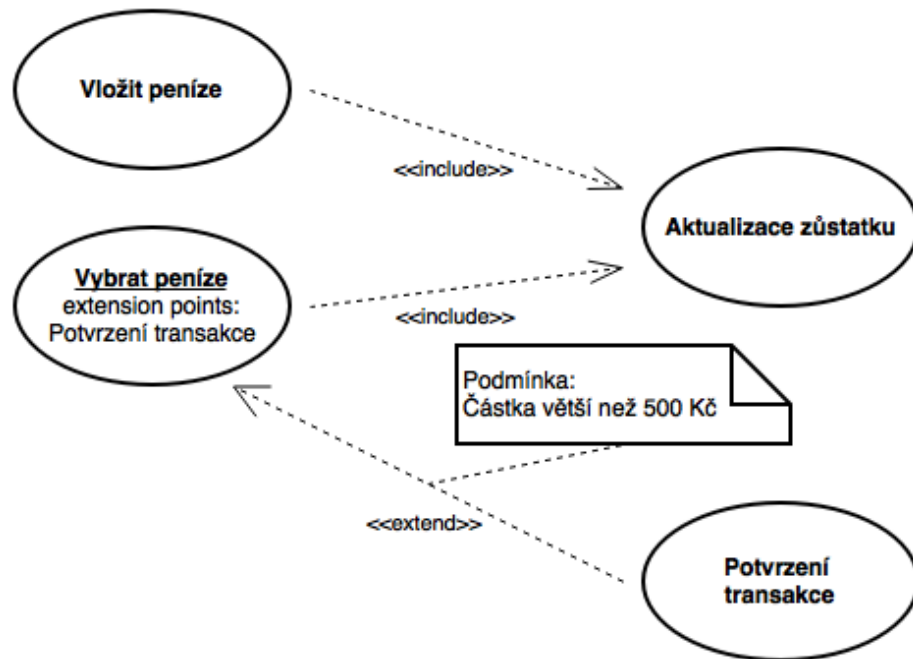 Vložit peníze
<<include>>
Aktualizace zůstatku
Vybrat peníze
extension points:
Potvrzení transakce
<<include>>
Podmínka:
Částka větší než 500 Kč
<<extend>>
Potvrzení
transakce